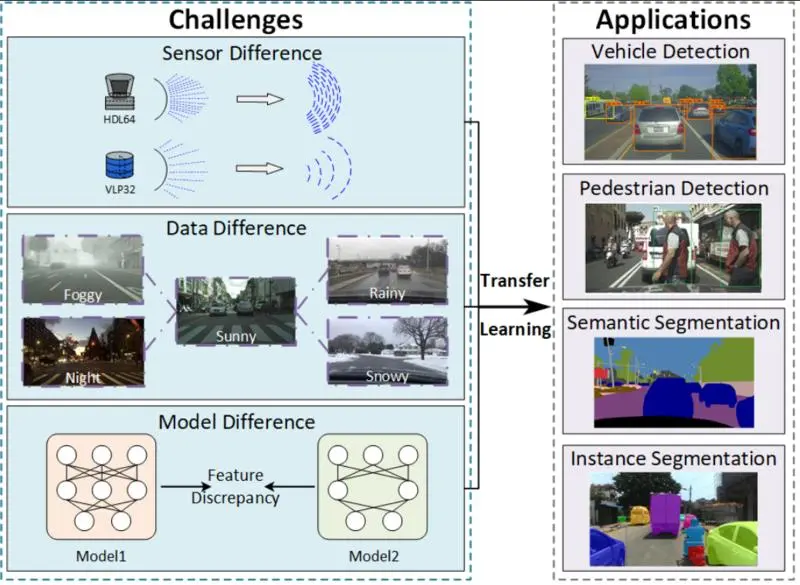 Challenges
Sensor Difference
HDL64
VLP32
Data Difference
Foggy
Rainy
Sunny
Night
Snowy
Model Difference
Feature
Discrepancy
Model1
Model2
Transfer
Learning
Applications
Vehicle Detection
Pedestrian Detection
Semantic Segmentation
Instance Segmentation